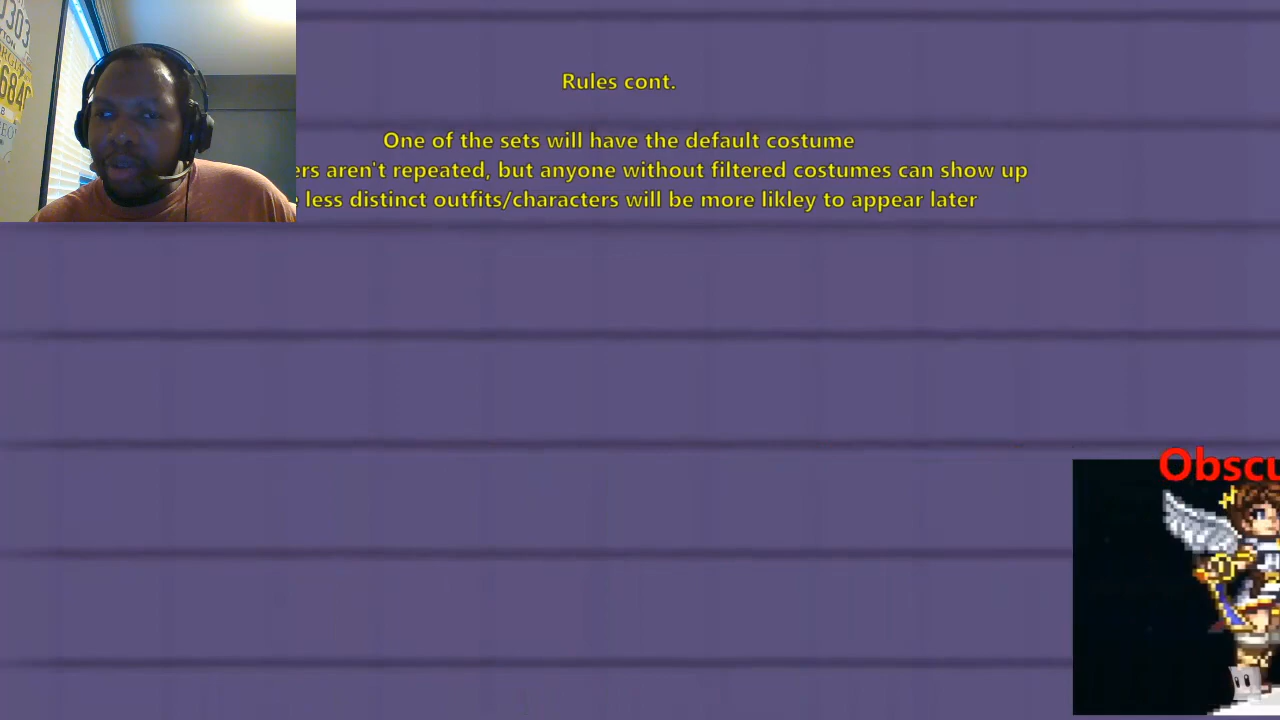 Rules cont.
One of the sets will have the default costume
aren't repeated, but anyone without filtered costumes can show up
less distinct outfits/characters will be more likley to appear later
Obscu